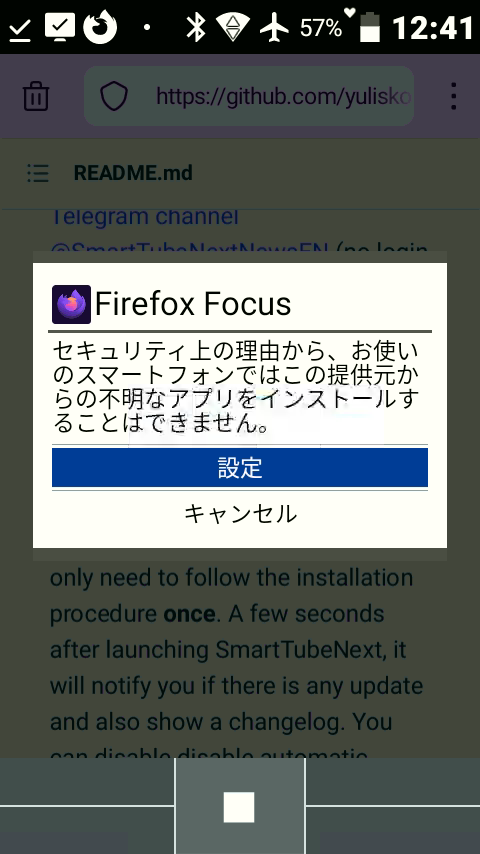 57%
12:41
https://github.com/yulisko
README.md
Telegram channel
@SmartTubeNextNewsEN (no login
Firefox Focus
セキュリティ上の理由から、お使い
のスマートフォンではこの提供元か
らの不明なアプリをインストールす
ることはできません。
設定
キャンセル
only need to follow the installation
procedure once. A few seconds
after launching SmartTubeNext, it
will notify you if there is any update
and also show a changelog. You
can disable disable automatic